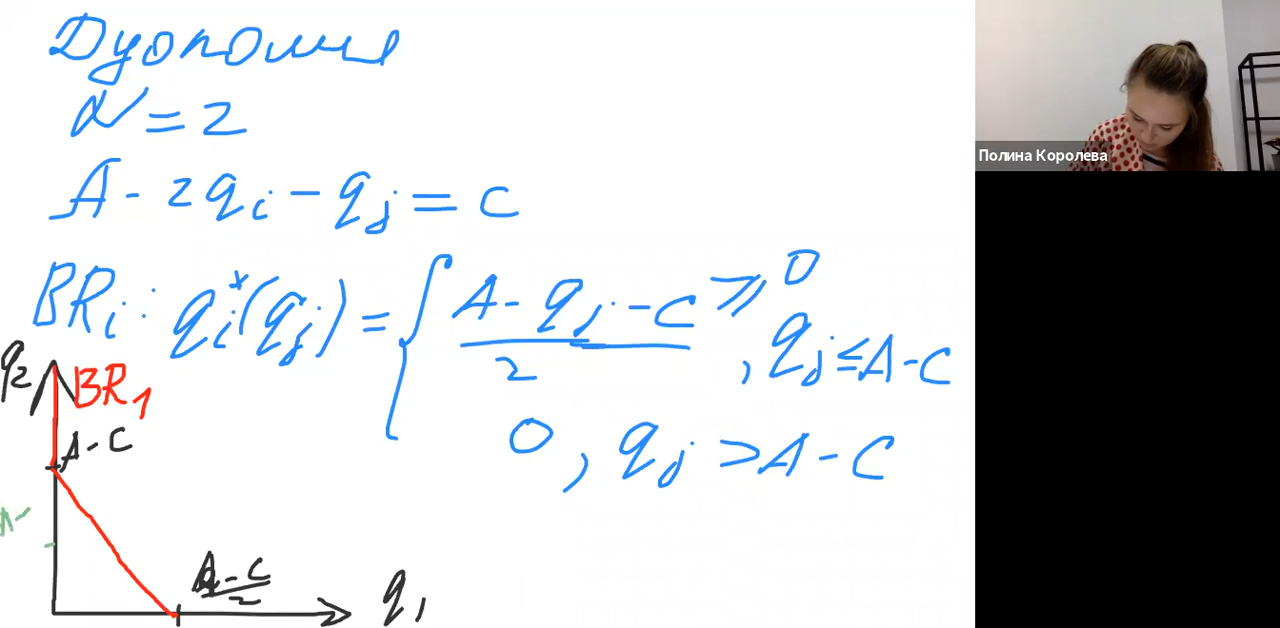 Дуополия
N = 2
A - 2q_i - q_j = c
BR_i: q_i*(q_j) = { (A - q_j - c)/2 ≥ 0, q_j ≤ A - c
0, q_j > A - c
q_2
BR_1
A - c
A -
(A - c)/2
q_1
Полина Королева